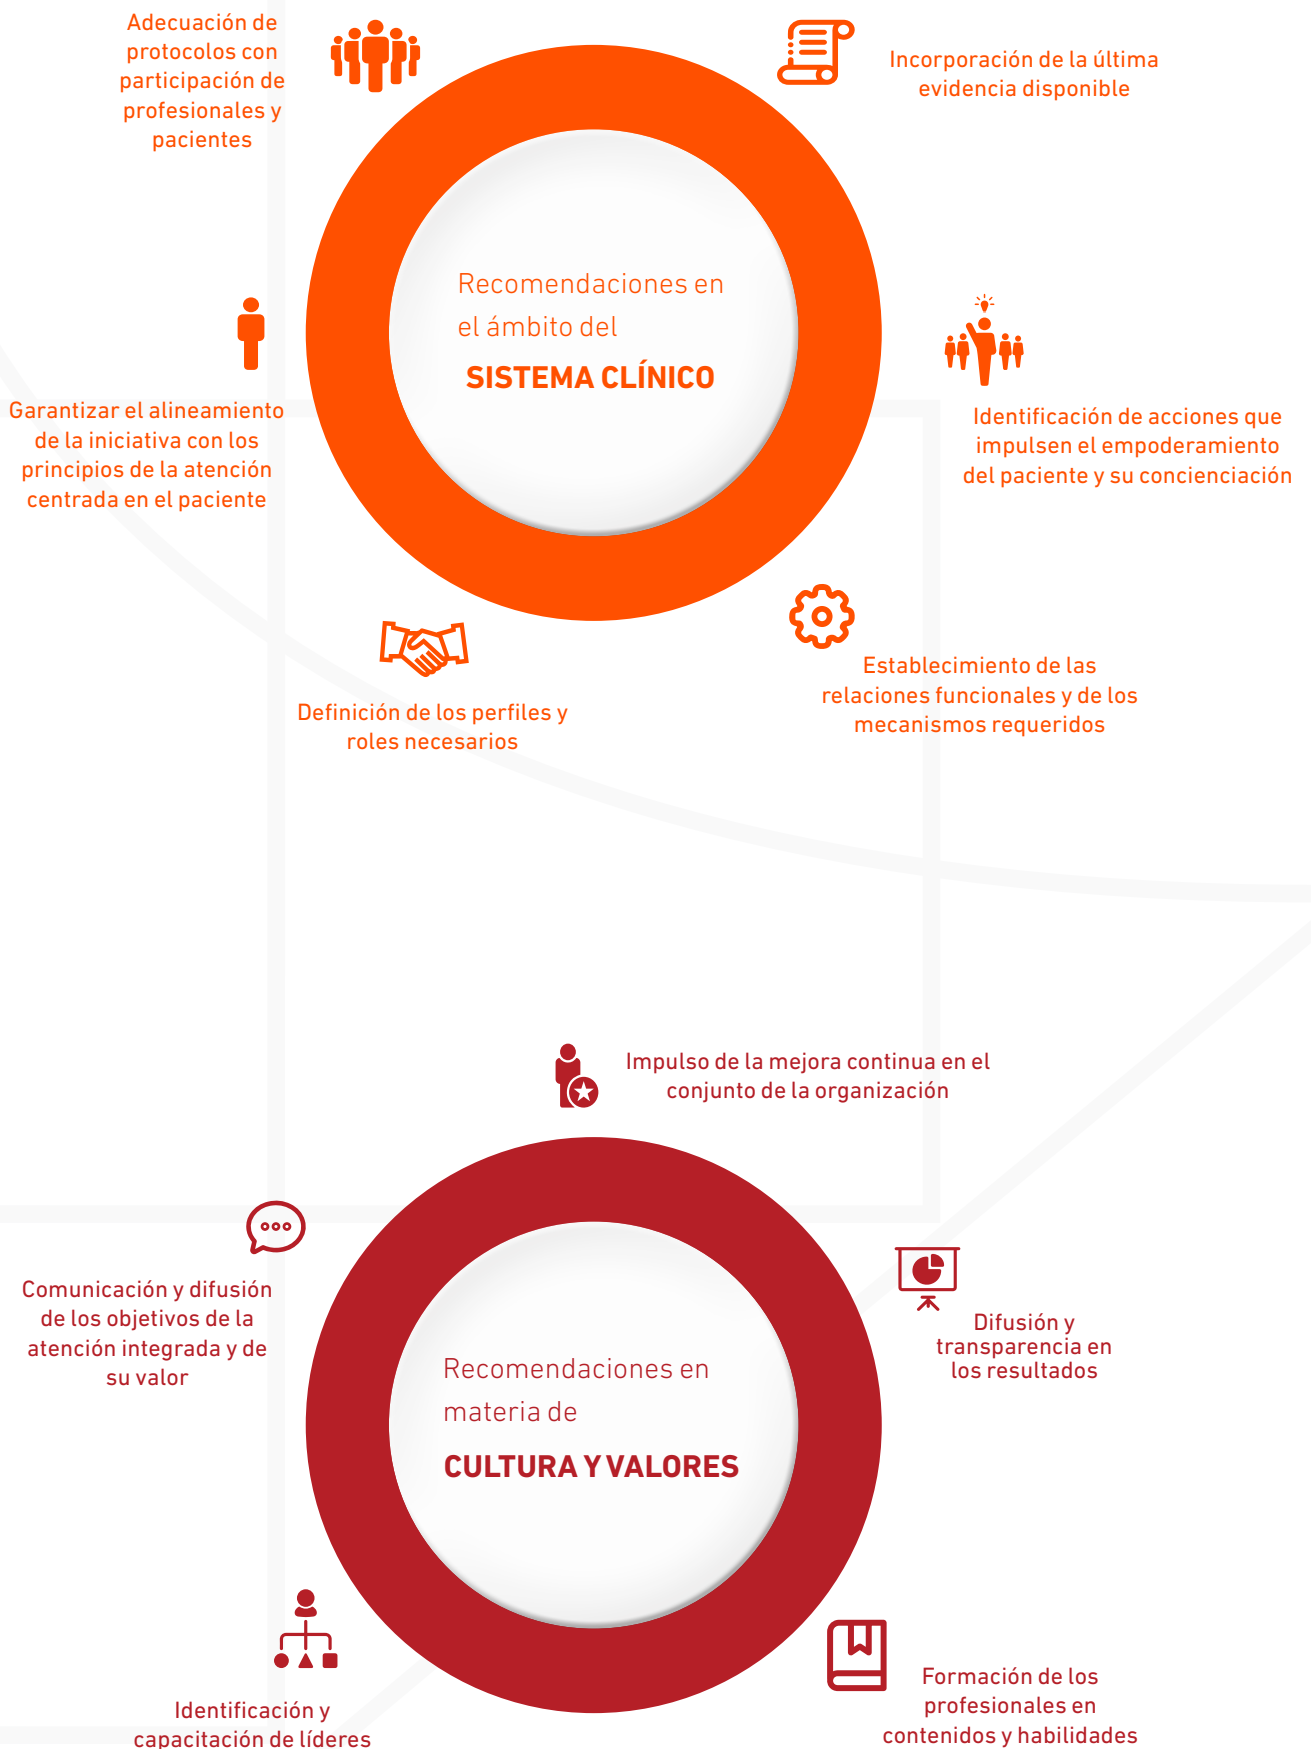 Adecuación de
protocolos con
participación de
profesionales y
pacientes
Incorporación de la última
evidencia disponible
Recomendaciones en
el ámbito del
SISTEMA CLÍNICO
Garantizar el alineamiento
de la iniciativa con los
principios de la atención
centrada en el paciente
Identificación de acciones que
impulsen el empoderamiento
del paciente y su concienciación
Definición de los perfiles y
roles necesarios
Establecimiento de las
relaciones funcionales y de los
mecanismos requeridos
Impulso de la mejora continua en el
conjunto de la organización
Comunicación y difusión
de los objetivos de la
atención integrada y de
su valor
Difusión y
transparencia en
los resultados
Recomendaciones en
materia de
CULTURA Y VALORES
Identificación y
capacitación de líderes
Formación de los
profesionales en
contenidos y habilidades